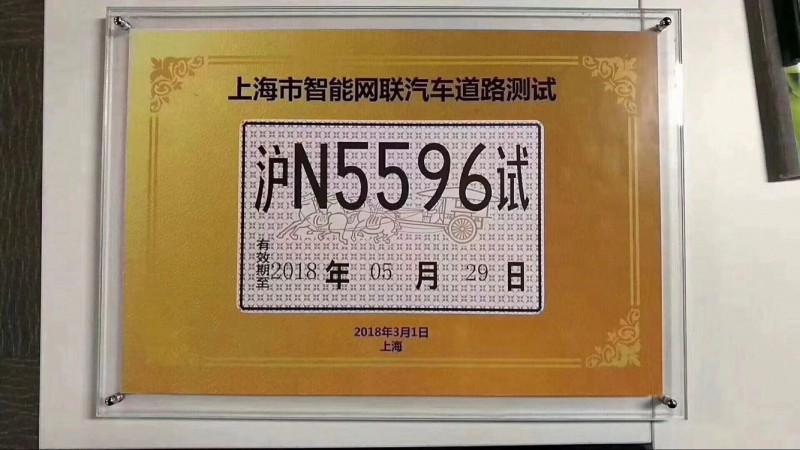 上海市智能网联汽车道路测试
沪N5596试
有效期至2018年05月29日
2018年3月1日
上海